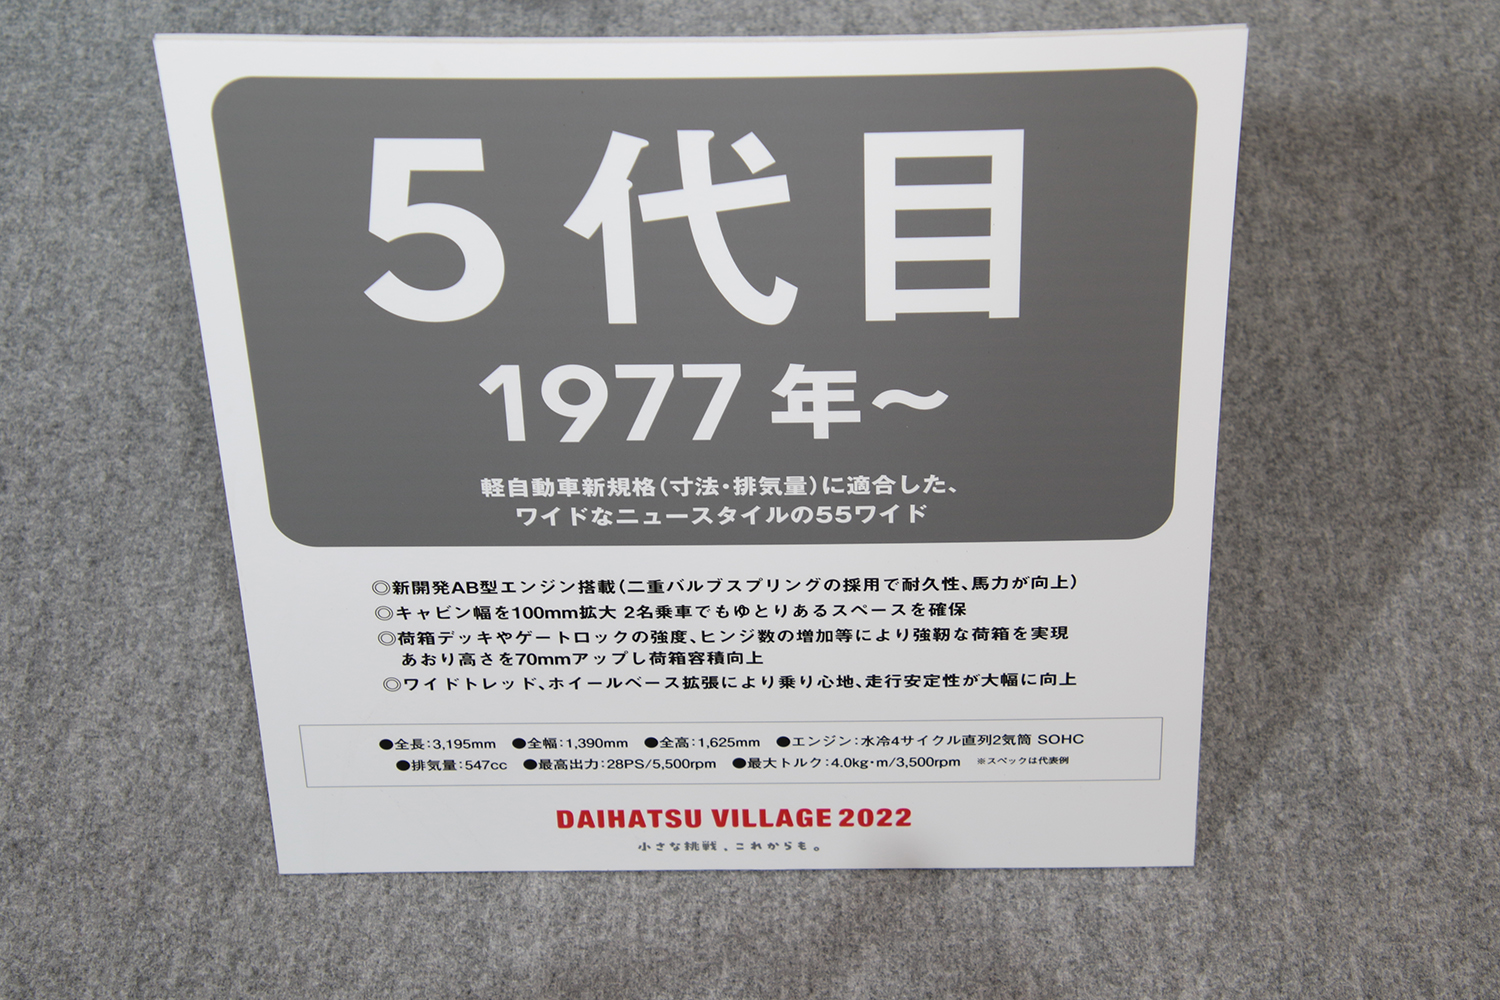 5代目
1977年〜
軽自動車新規格(寸法・排気量)に適合した、
ワイドなニュースタイルの55ワイド
◎新開発AB型エンジン搭載(二重バルブスプリングの採用で耐久性、馬力が向上)
◎キャビン幅を100mm拡大 2名乗車でもゆとりあるスペースを確保
◎荷箱デッキやゲートロックの強度、ヒンジ数の増加等により強靭な荷箱を実現
あおり高さを70mmアップし荷箱容積向上
◎ワイドトレッド、ホイールベース拡張により乗り心地、走行安定性が大幅に向上
●全長:3,195mm ●全幅:1,390mm ●全高:1,625mm ●エンジン:水冷4サイクル直列2気筒 SOHC
●排気量:547cc ●最高出力:28PS/5,500rpm ●最大トルク:4.0kg・m/3,500rpm ※スペックは代表例
DAIHATSU VILLAGE 2022
小さな挑戦、これからも。